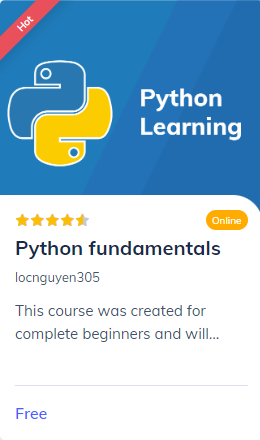 Hot
Python
Learning
Online
Python fundamentals
locnguyen305
This course was created for
complete beginners and will...
Free